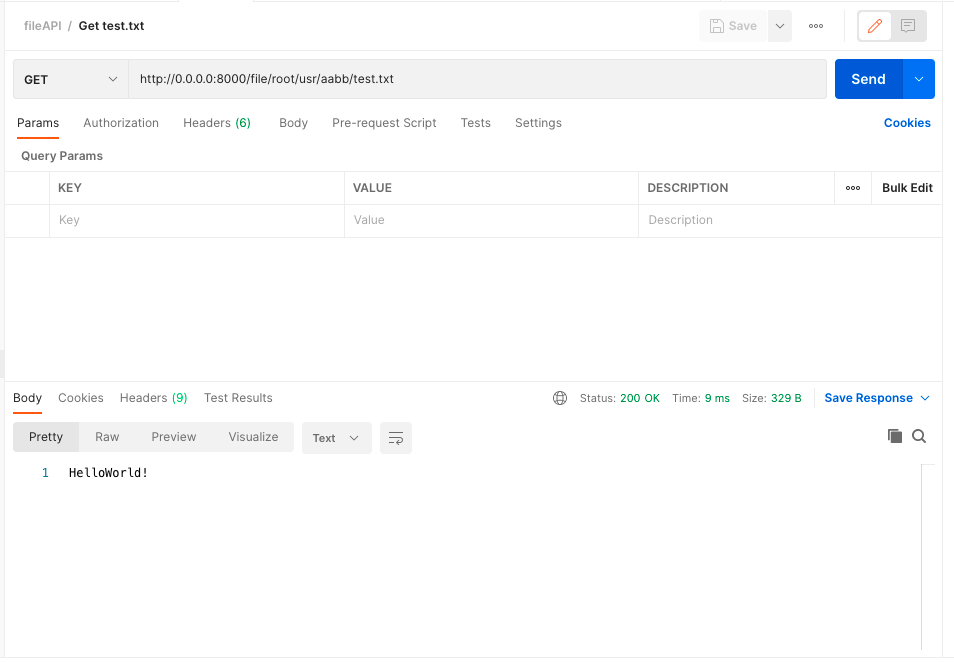 fileAPI / Get test.txt Save ooo
GET http://0.0.0.0:8000/file/root/usr/aabb/test.txt Send
Params Authorization Headers (6) Body Pre-request Script Tests Settings Cookies
Query Params
KEY VALUE DESCRIPTION ooo Bulk Edit
Key Value Description
Body Cookies Headers (9) Test Results Status: 200 OK Time: 9 ms Size: 329 B Save Response
Pretty Raw Preview Visualize Text
1 HelloWorld!